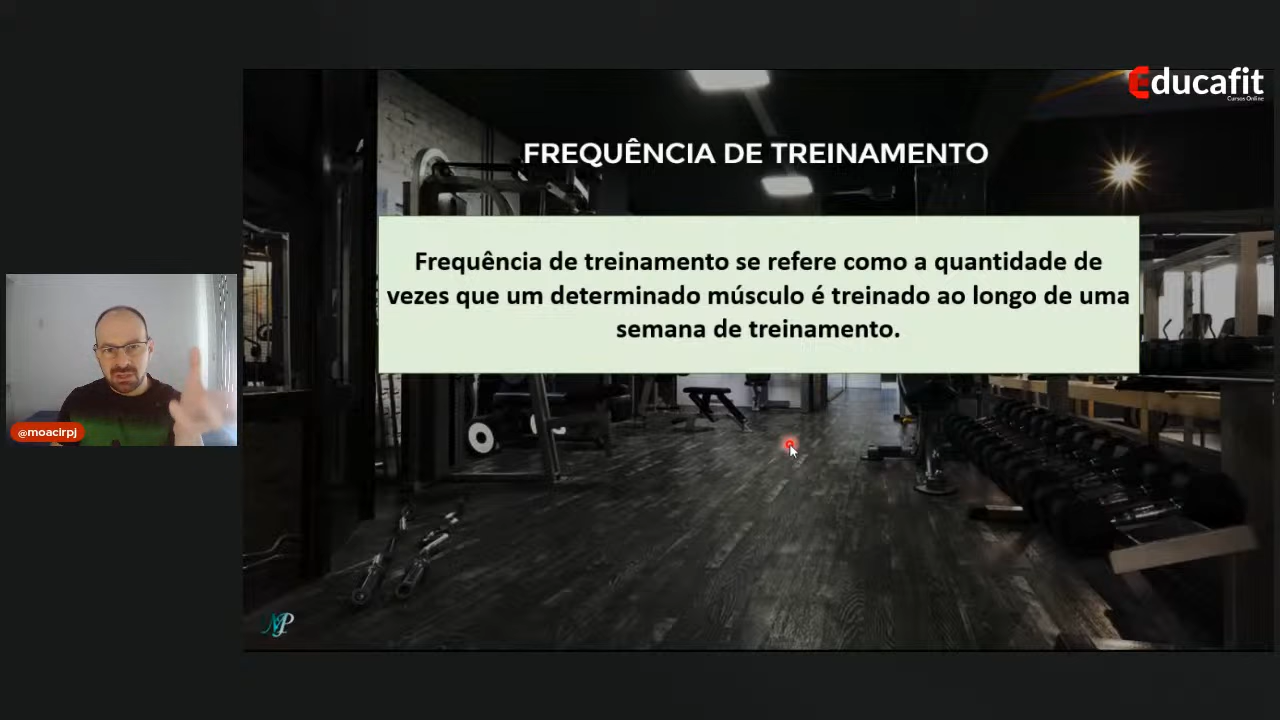 Educafit
Cursos Online
FREQUÊNCIA DE TREINAMENTO
Frequência de treinamento se refere como a quantidade de
vezes que um determinado músculo é treinado ao longo de uma
semana de treinamento.
@moacirpj
MP